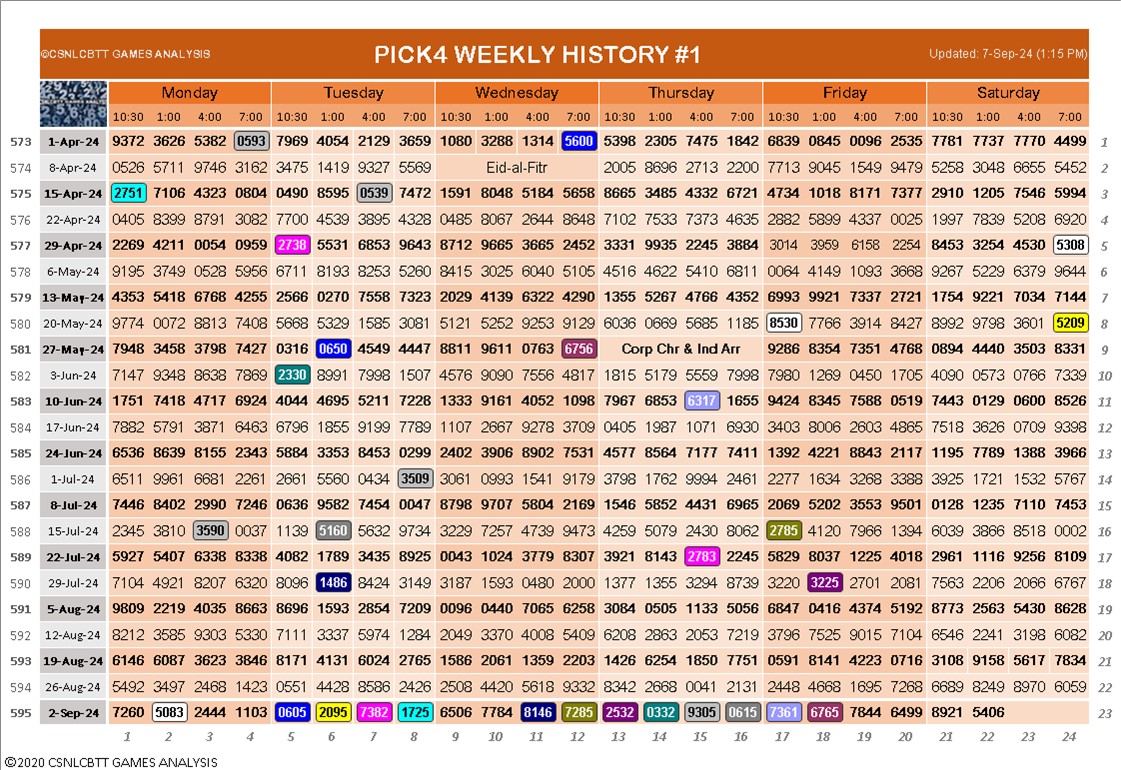 ©CSNLCBTT GAMES ANALYSIS PICK4 WEEKLY HISTORY #1 Updated: 7-Sep-24 (1:15 PM)
Monday Tuesday Wednesday Thursday Friday Saturday
10:30 1:00 4:00 7:00 10:30 1:00 4:00 7:00 10:30 1:00 4:00 7:00 10:30 1:00 4:00 7:00 10:30 1:00 4:00 7:00 10:30 1:00 4:00 7:00
573 1-Apr-24 9372 3626 5382 0593 7969 4054 2129 3659 1080 3288 1314 5600 5398 2305 7475 1842 6839 0845 0096 2535 7781 7737 7770 4499 1
574 8-Apr-24 0526 5711 9746 3162 3475 1419 9327 5569 Eid-al-Fitr 2005 8696 2713 2200 7713 9045 1549 9479 5258 3048 6655 5452 2
575 15-Apr-24 2751 7106 4323 0804 0490 8595 0539 7472 1591 8048 5184 5658 8665 3485 4332 6721 4734 1018 8171 7377 2910 1205 7546 5994 3
576 22-Apr-24 0405 8399 8791 3082 7700 4539 3895 4328 0485 8067 2644 8648 7102 7533 7373 4635 2882 5899 4337 0025 1997 7839 5208 6920 4
577 29-Apr-24 2269 4211 0054 0959 2738 5531 6853 9643 8712 9665 3665 2452 3331 9935 2245 3884 3014 3959 6158 2254 8453 3254 4530 5308 5
578 6-May-24 9195 3749 0528 5956 6711 8193 8253 5260 8415 3025 6040 5105 4516 4622 5410 6811 0064 4149 1093 3668 9267 5229 6379 9644 6
579 13-May-24 4353 5418 6768 4255 2566 0270 7558 7323 2029 4139 6322 4290 1355 5267 4766 4352 6993 9921 7337 2721 1754 9221 7034 7144 7
580 20-May-24 9774 0072 8813 7408 5668 5329 1585 3081 5121 5252 9253 9129 6036 0669 5685 1185 8530 7766 3914 8427 8992 9798 3601 5209 8
581 27-May-24 7948 3458 3798 7427 0316 0650 4549 4447 8811 9611 0763 6756 Corp Chr & Ind Arr 9286 8354 7351 4768 0894 4440 3503 8331 9
582 3-Jun-24 7147 9348 8638 7869 2330 8991 7998 1507 4576 9090 7556 4817 1815 5179 5559 7998 7980 1269 0450 1705 4090 0573 0766 7339 10
583 10-Jun-24 1751 7418 4717 6924 4044 4695 5211 7228 1333 9161 4052 1098 7967 6853 6317 1655 9424 8345 7588 0519 7443 0129 0600 8526 11
584 17-Jun-24 7882 5791 3871 6463 6796 1855 9199 7789 1107 2667 9278 3709 0405 1987 1071 6930 3403 8006 2603 4865 7518 3626 0709 9398 12
585 24-Jun-24 6536 8639 8155 2343 5884 3353 8453 0299 2402 3906 8902 7531 4577 8564 7177 7411 1392 4221 8843 2117 1195 7789 1388 3966 13
586 1-Jul-24 6511 9961 6681 2261 2661 5560 0434 3509 3061 0993 1541 9179 3798 1762 9994 2461 2277 1634 3268 3388 3925 1721 1532 5767 14
587 8-Jul-24 7446 8402 2990 7246 0636 9582 7454 0047 8798 9707 5804 2169 1546 5852 4431 6965 2069 5202 3553 9501 0128 1235 7110 7453 15
588 15-Jul-24 2345 3810 3590 0037 1139 5160 5632 9734 3229 7257 4739 9473 4259 5079 2430 8062 2785 4120 7966 1394 6039 3866 8518 0002 16
589 22-Jul-24 5927 5407 6338 8338 4082 1789 3435 8925 0043 1024 3779 8307 3921 8143 2783 2245 5829 8037 1225 4018 2961 1116 9256 8109 17
590 29-Jul-24 7104 4921 8207 6320 8096 1486 8424 3149 3187 1593 0480 2000 1377 1355 3294 8739 3220 3225 2701 2081 7563 2206 2066 6767 18
591 5-Aug-24 9809 2219 4035 8663 8696 1593 2854 7209 0096 0440 7065 6258 3084 0505 1133 5056 6847 0416 4374 5192 8773 2563 5430 8628 19
592 12-Aug-24 8212 3585 9303 5330 7111 3337 5974 1284 2049 3370 4008 5409 6208 2863 2053 7219 3796 7525 9015 7104 6546 2241 3198 6082 20
593 19-Aug-24 6146 6087 3623 3846 8171 4131 6024 2765 1586 2061 1359 2203 1426 6254 1850 7751 0591 8141 4223 0716 3108 9158 5617 7834 21
594 26-Aug-24 5492 3497 2468 1423 0551 4428 8586 2426 2508 4420 5618 9332 8342 2668 0041 2131 2448 4668 1695 7268 6689 8249 8970 6059 22
595 2-Sep-24 7260 5083 2444 1103 0605 2095 7382 1725 6506 7784 8146 7285 2532 0332 9305 0615 7361 6765 7844 6499 8921 5406 23
1 2 3 4 5 6 7 8 9 10 11 12 13 14 15 16 17 18 19 20 21 22 23 24
©2020 CSNLCBTT GAMES ANALYSIS